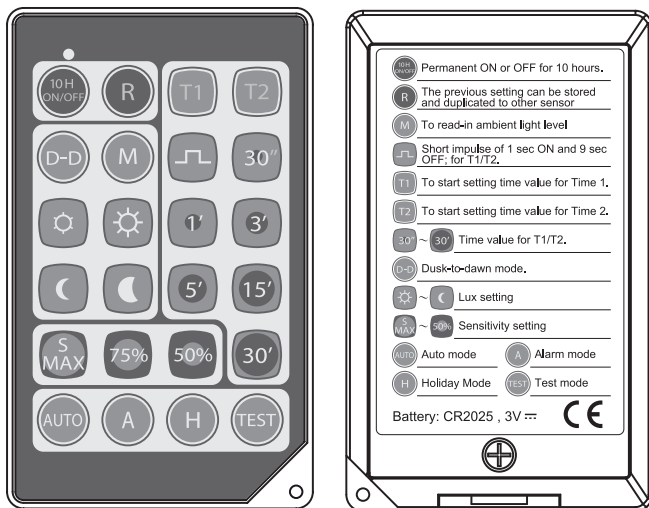 10H
ON/OFF
R
T1
T2
D-D
M
30"
1'
3'
5'
15'
S
MAX
75%
50%
30'
AUTO
A
H
TEST
10H
ON/OFF
Permanent ON or OFF for 10 hours.
R
The previous setting can be stored
and duplicated to other sensor
M
To read-in ambient light level
Short impulse of 1 sec ON and 9 sec
OFF; for T1/T2.
T1
To start setting time value for Time 1.
T2
To start setting time value for Time 2.
30" ~ 30' Time value for T1/T2.
D-D Dusk-to-dawn mode.
~ Lux setting
S
MAX ~ 50% Sensitivity setting
AUTO Auto mode A Alarm mode
H Holiday Mode TEST Test mode
Battery: CR2025 , 3V CE